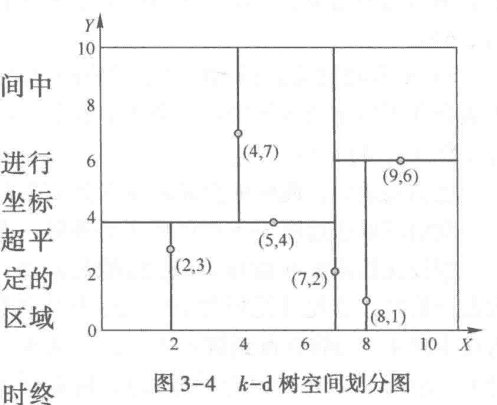 间中
进行
坐标
超平
定的
区域
时终
Y
10
8
6
4
2
0
(4,7)
(9,6)
(5,4)
(2,3)
(7,2)
(8,1)
2 4 6 8 10 X
图3-4 k-d 树空间划分图